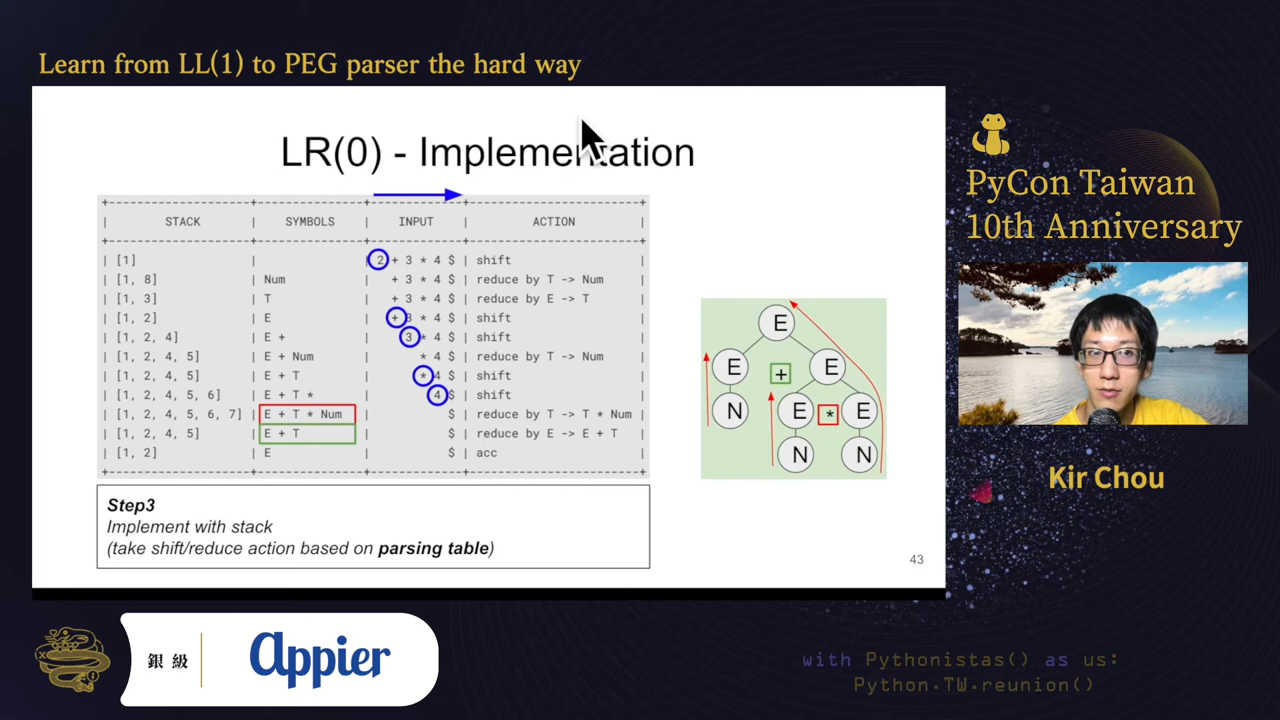 Learn from LL(1) to PEG parser the hard way
LR(0) - Implementation
+---------------+------------+-----------+---------------------+
| STACK | SYMBOLS | INPUT | ACTION |
+---------------+------------+-----------+---------------------+
| [1] | | 2 + 3 * 4 $ | shift |
| [1, 8] | Num | + 3 * 4 $ | reduce by T -> Num |
| [1, 3] | T | + 3 * 4 $ | reduce by E -> T |
| [1, 2] | E | + 3 * 4 $ | shift |
| [1, 2, 4] | E + | 3 * 4 $ | shift |
| [1, 2, 4, 5] | E + Num | * 4 $ | reduce by T -> Num |
| [1, 2, 4, 5] | E + T | * 4 $ | shift |
| [1, 2, 4, 5, 6] | E + T * | 4 $ | shift |
| [1, 2, 4, 5, 6, 7] | E + T * Num | $ | reduce by T -> T * Num |
| [1, 2, 4, 5] | E + T | $ | reduce by E -> E + T |
| [1, 2] | E | $ | acc |
+---------------+------------+-----------+---------------------+
E
E + E
N E * E
N N
Step3
Implement with stack
(take shift/reduce action based on parsing table)
43
PyCon Taiwan
10th Anniversary
Kir Chou
銀級
Appier
with Pythonistas() as us:
Python.TW.reunion()